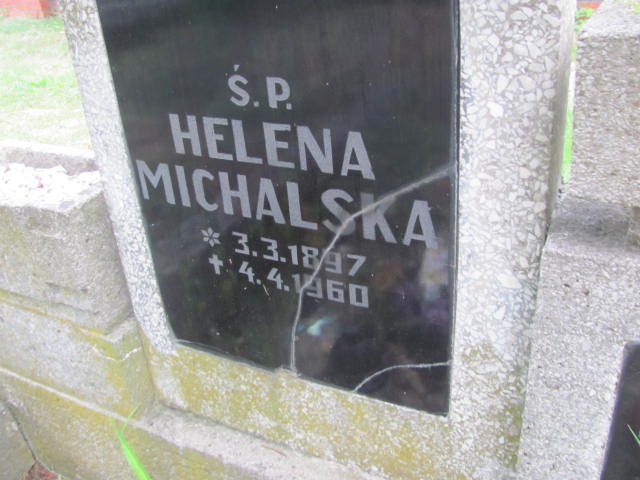 Ś.P.
HELENA
MICHALSKA
* 3.3.1897
† 4.4.1960